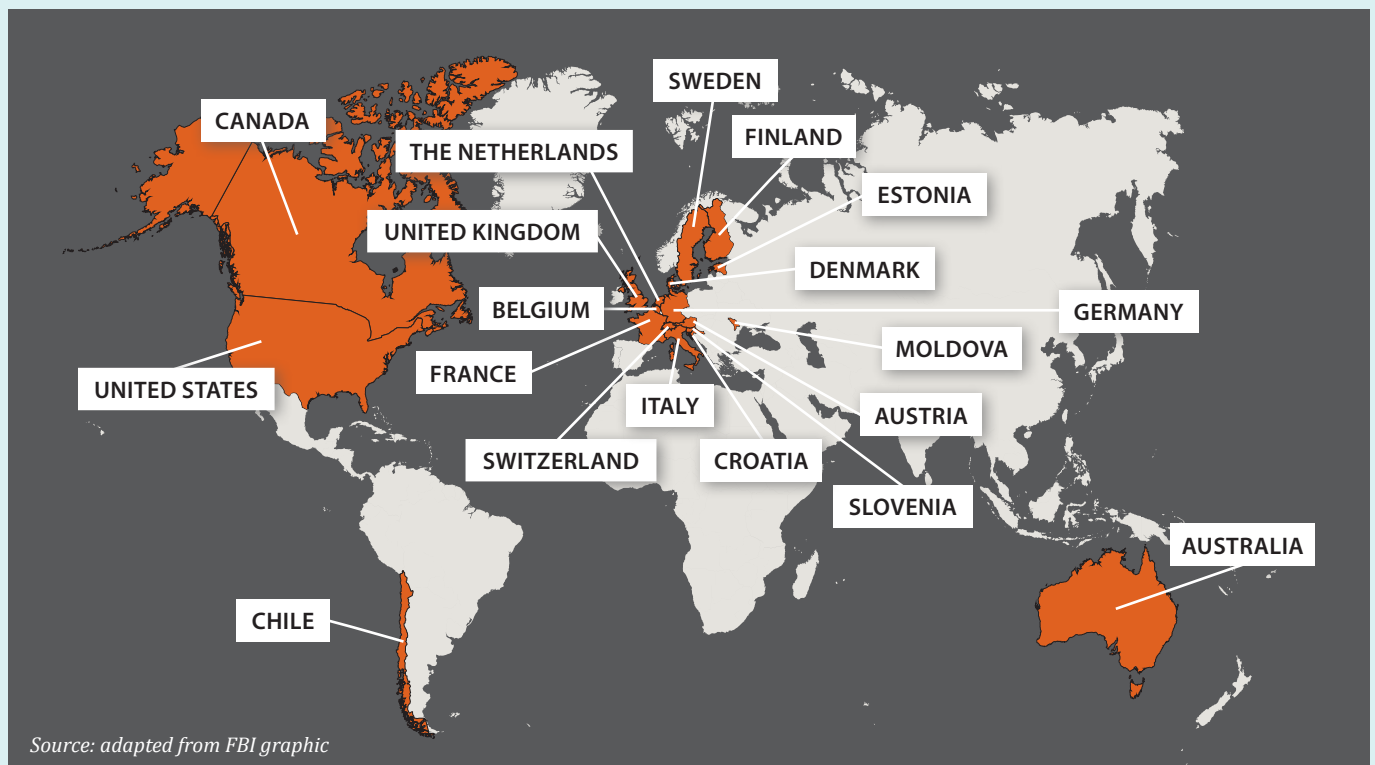 SWEDEN
CANADA
FINLAND
THE NETHERLANDS
ESTONIA
UNITED KINGDOM
DENMARK
BELGIUM
GERMANY
MOLDOVA
FRANCE
UNITED STATES
ITALY
AUSTRIA
SWITZERLAND
CROATIA
SLOVENIA
AUSTRALIA
CHILE
Source: adapted from FBI graphic